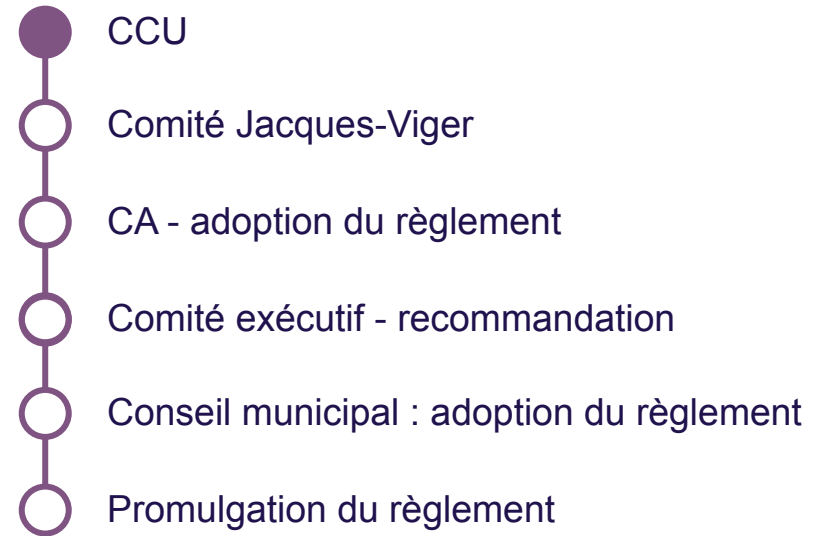 CCU
Comité Jacques-Viger
CA - adoption du règlement
Comité exécutif - recommandation
Conseil municipal : adoption du règlement
Promulgation du règlement